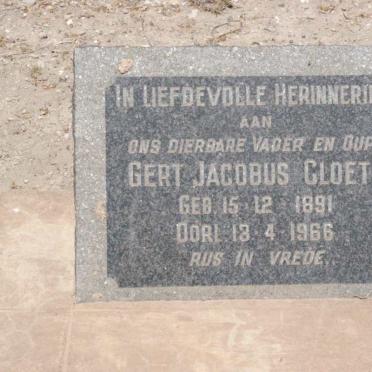 IN LIEFDEVOLLE HERINNERIN
AAN
ONS DIERBARE VADER EN OUP
GERT JACOBUS CLOET
GEB. 15-12-1891
OORL. 13-4-1966
RUS IN VREDE.